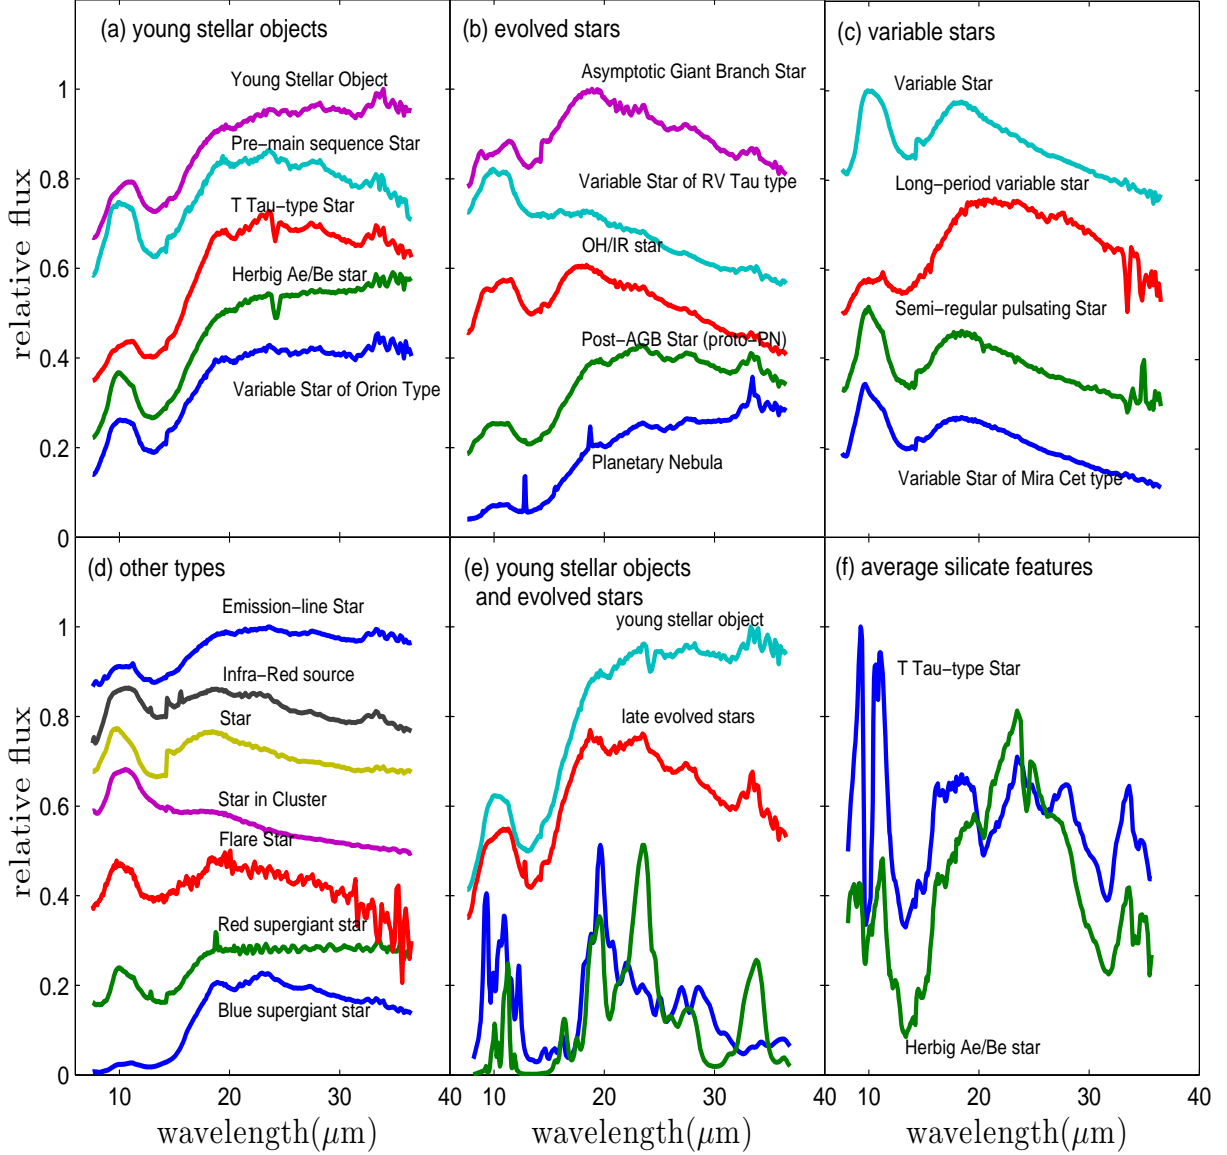 (a) young stellar objects
Young Stellar Object
Pre-main sequence Star
T Tau-type Star
Herbig Ae/Be star
Variable Star of Orion Type
(b) evolved stars
Asymptotic Giant Branch Star
Variable Star of RV Tau type
OH/IR star
Post-AGB Star (proto-PN)
Planetary Nebula
(c) variable stars
Variable Star
Long-period variable star
Semi-regular pulsating Star
Variable Star of Mira Cet type
relative flux
1
0.8
0.6
0.4
0.2
0
(d) other types
Emission-line Star
Infra-Red source
Star
Star in Cluster
Flare Star
Red supergiant star
Blue supergiant star
(e) young stellar objects
and evolved stars
young stellar object
late evolved stars
(f) average silicate features
T Tau-type Star
Herbig Ae/Be star
relative flux
1
0.8
0.6
0.4
0.2
0
10 20 30 40 10 20 30 40 10 20 30 40
wavelength(μm) wavelength(μm) wavelength(μm)